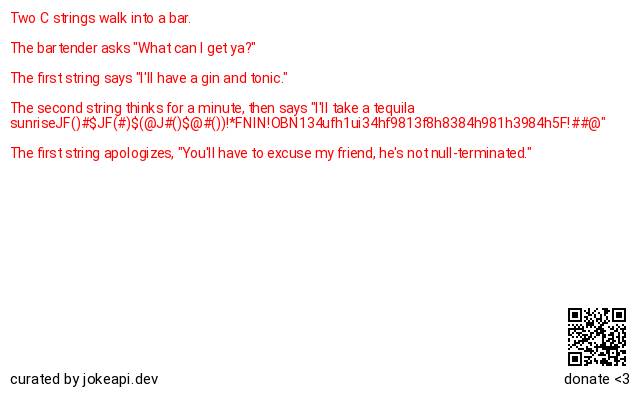 Two C strings walk into a bar.
The bartender asks "What can I get ya?"
The first string says "I'll have a gin and tonic."
The second string thinks for a minute, then says "I'll take a tequila
sunriseJF()#$JF(#)$(@J#()$@#())!*FNIN!OBN134ufh1ui34hf9813f8h8384h981h3984h5F!##@"
The first string apologizes, "You'll have to excuse my friend, he's not null-terminated."
curated by jokeapi.dev
donate <3